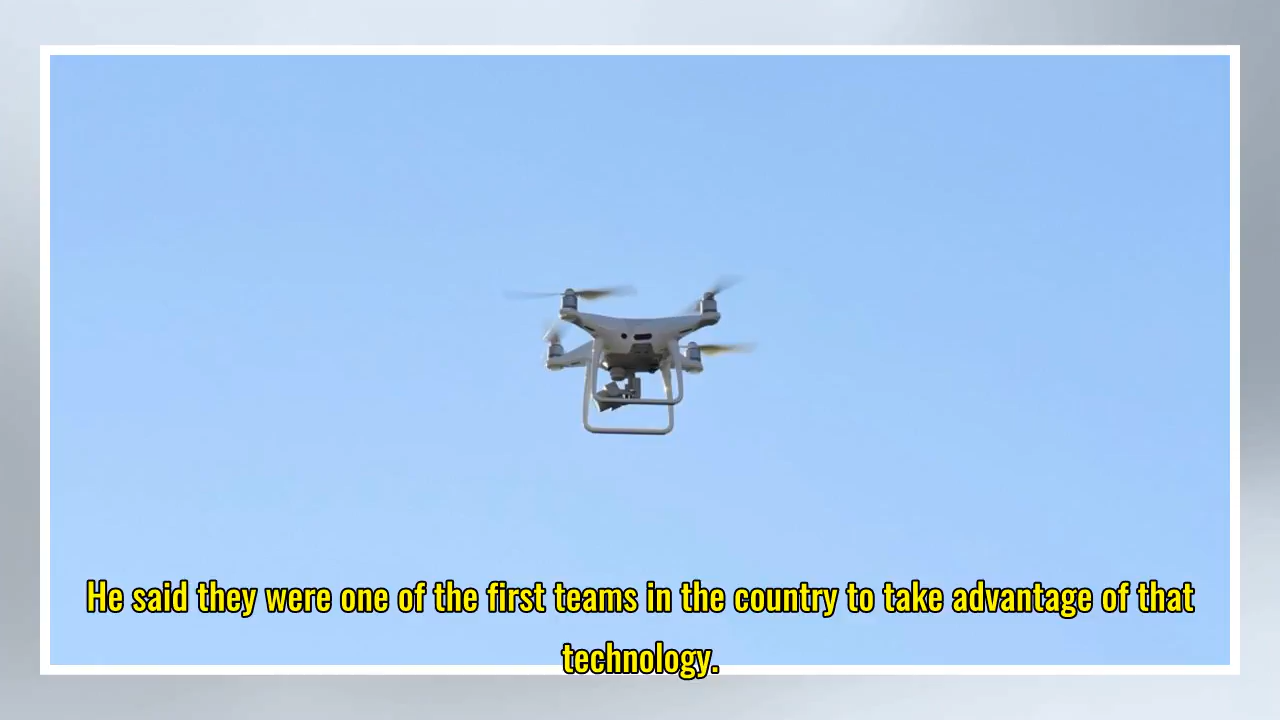 He said they were one of the first teams in the country to take advantage of that
technology.